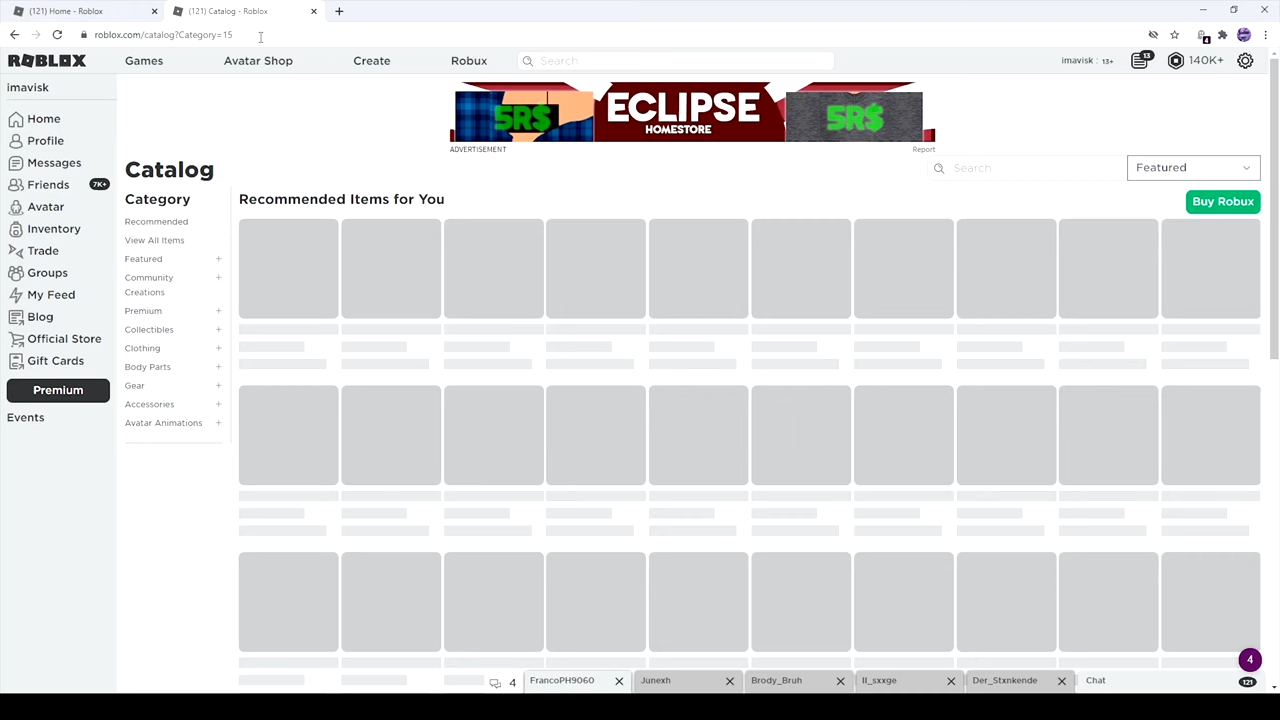 (121) Home - Roblox
(121) Catalog - Roblox
roblox.com/catalog?Category=15
ROBLOX
Games
Avatar Shop
Create
Robux
Search
imavisk : 13+
13
140K+
imavisk
Home
Profile
Messages
Friends
7K+
Avatar
Inventory
Trade
Groups
My Feed
Blog
Official Store
Gift Cards
Premium
Events
5R$
ECLIPSE
HOMESTORE
5R$
ADVERTISEMENT
Report
Catalog
Search
Featured
Category
Recommended
View All Items
Featured +
Community +
Creations
Premium +
Collectibles +
Clothing +
Body Parts +
Gear +
Accessories +
Avatar Animations +
Recommended Items for You
Buy Robux
4
4
FrancoPH9060
Junexh
Brody_Bruh
II_sxxge
Der_Stxnkende
Chat
121